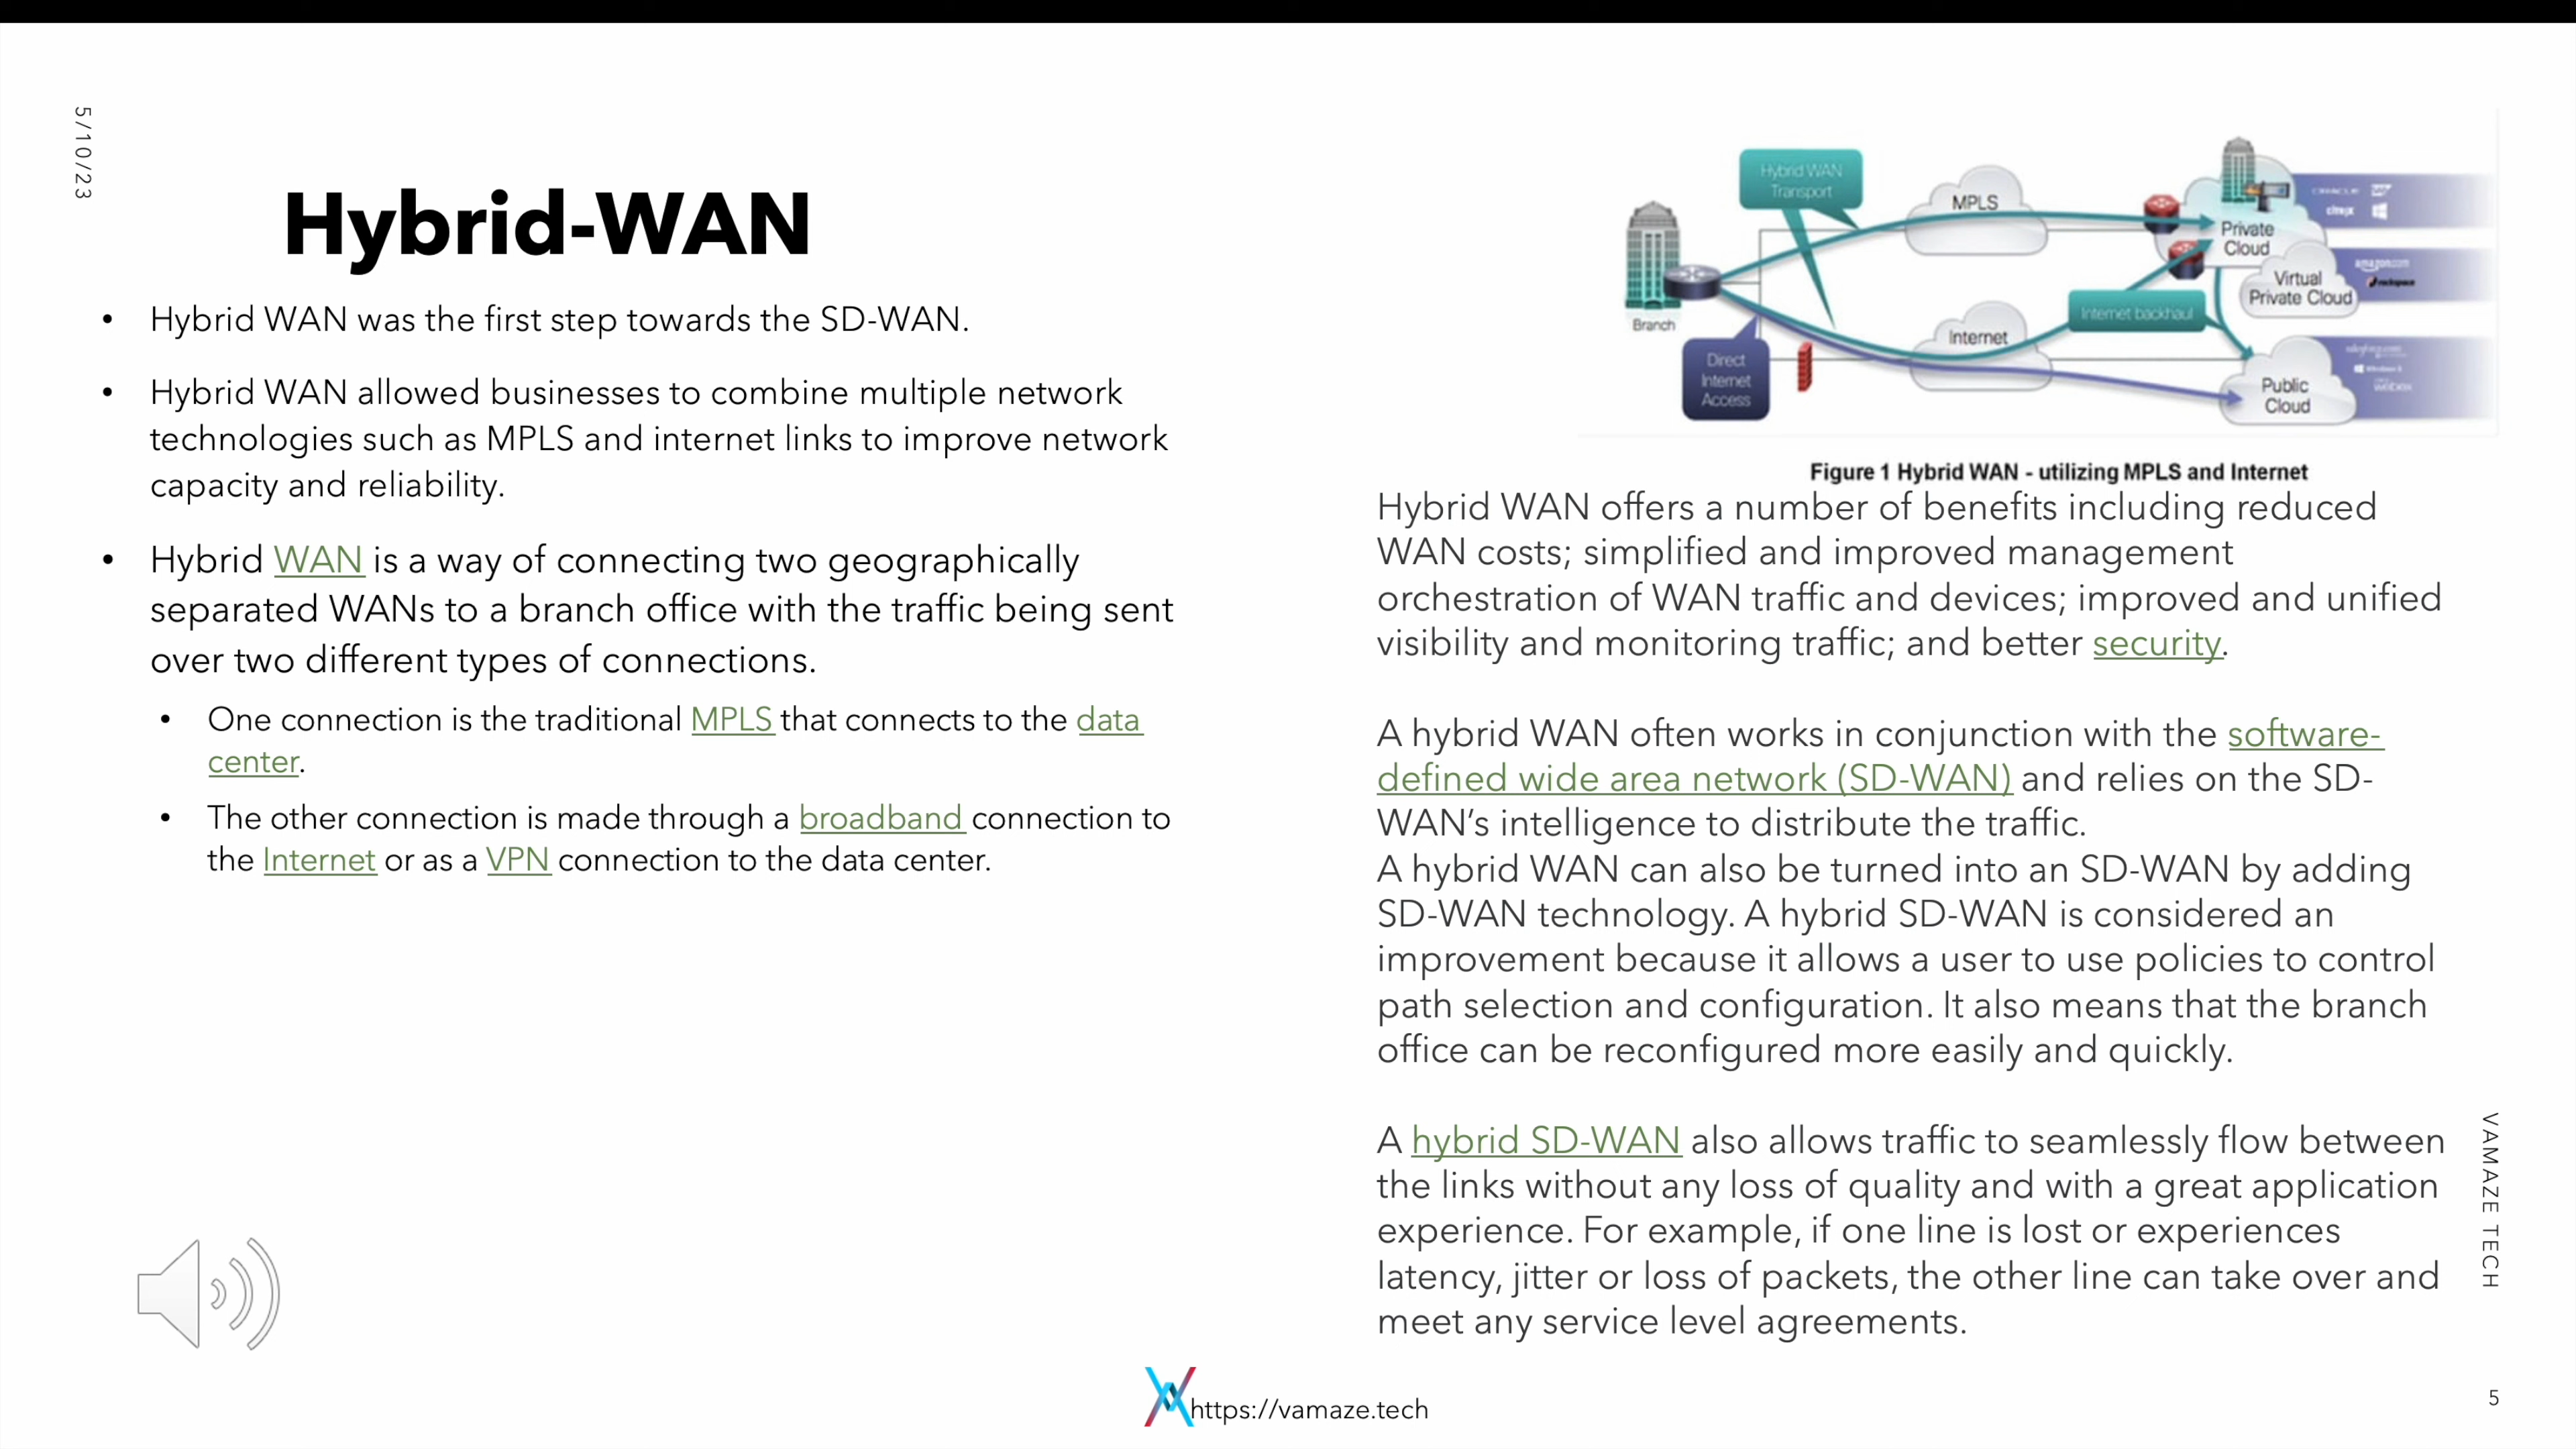 5/10/23
Hybrid-WAN
• Hybrid WAN was the first step towards the SD-WAN.
• Hybrid WAN allowed businesses to combine multiple network
technologies such as MPLS and internet links to improve network
capacity and reliability.
• Hybrid WAN is a way of connecting two geographically
separated WANs to a branch office with the traffic being sent
over two different types of connections.
• One connection is the traditional MPLS that connects to the data
center.
• The other connection is made through a broadband connection to
the Internet or as a VPN connection to the data center.
Hybrid WAN
Transport
MPLS
Branch
Direct
Internet
Access
Internet
Internet backhaul
Private
Cloud
Virtual
Private Cloud
Public
Cloud
ORACLE
SAP
citrix
amazon.com
rackspace
Figure 1 Hybrid WAN - utilizing MPLS and Internet
Hybrid WAN offers a number of benefits including reduced
WAN costs; simplified and improved management
orchestration of WAN traffic and devices; improved and unified
visibility and monitoring traffic; and better security.
A hybrid WAN often works in conjunction with the software-
defined wide area network (SD-WAN) and relies on the SD-
WAN’s intelligence to distribute the traffic.
A hybrid WAN can also be turned into an SD-WAN by adding
SD-WAN technology. A hybrid SD-WAN is considered an
improvement because it allows a user to use policies to control
path selection and configuration. It also means that the branch
office can be reconfigured more easily and quickly.
A hybrid SD-WAN also allows traffic to seamlessly flow between
the links without any loss of quality and with a great application
experience. For example, if one line is lost or experiences
latency, jitter or loss of packets, the other line can take over and
meet any service level agreements.
VAMAZE TECH
https://vamaze.tech
5